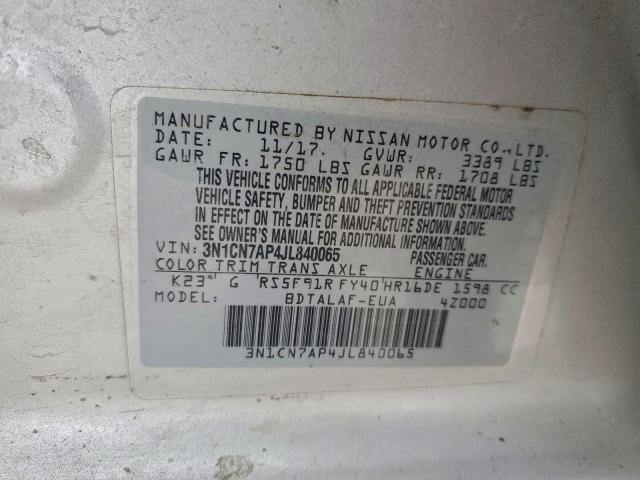 MANUFACTURED BY NISSAN MOTOR CO., LTD.
DATE: 11/17. GVWR: 3389 LBS
GAWR FR: 1750 LBS GAWR RR: 1708 LBS
THIS VEHICLE CONFORMS TO ALL APPLICABLE FEDERAL MOTOR
VEHICLE SAFETY, BUMPER AND THEFT PREVENTION STANDARDS
IN EFFECT ON THE DATE OF MANUFACTURE SHOWN ABOVE.
SEE OWNER'S MANUAL FOR ADDITIONAL INFORMATION.
VIN: 3N1CN7AP4JL840065 PASSENGER CAR.
COLOR TRIM TRANS AXLE ENGINE
K23 G RS5F91R FY40 HR16DE 1598 CC
MODEL: BDTALAF-EUA 4Z000
3N1CN7AP4JL840065